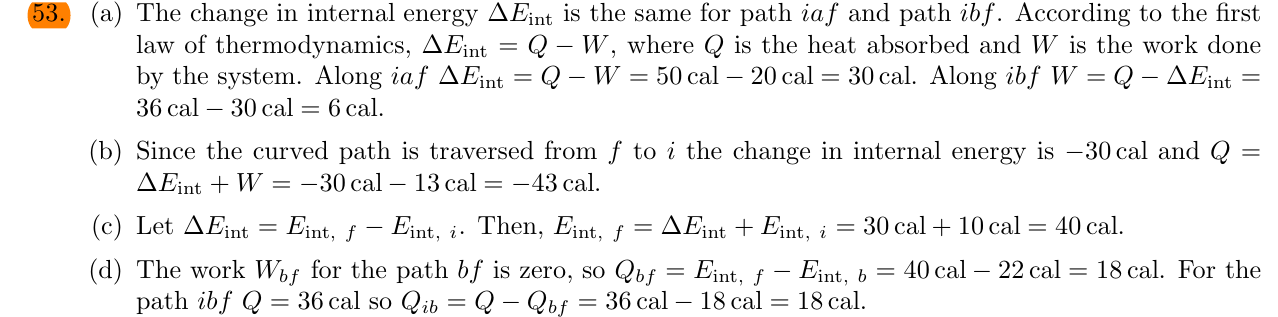 53. (a) The change in internal energy ΔE_int is the same for path iaf and path ibf. According to the first
law of thermodynamics, ΔE_int = Q − W, where Q is the heat absorbed and W is the work done
by the system. Along iaf ΔE_int = Q − W = 50 cal − 20 cal = 30 cal. Along ibf W = Q − ΔE_int =
36 cal − 30 cal = 6 cal.
(b) Since the curved path is traversed from f to i the change in internal energy is −30 cal and Q =
ΔE_int + W = −30 cal − 13 cal = −43 cal.
(c) Let ΔE_int = E_int, f − E_int, i. Then, E_int, f = ΔE_int + E_int, i = 30 cal + 10 cal = 40 cal.
(d) The work W_bf for the path bf is zero, so Q_bf = E_int, f − E_int, b = 40 cal − 22 cal = 18 cal. For the
path ibf Q = 36 cal so Q_ib = Q − Q_bf = 36 cal − 18 cal = 18 cal.